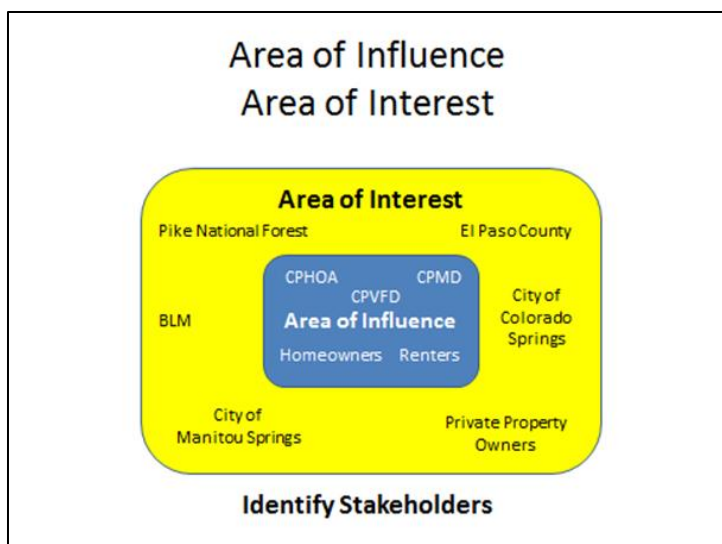 Area of Influence
Area of Interest
Area of Interest
Pike National Forest
El Paso County
CPHOA
CPMD
CPVFD
Area of Influence
Homeowners
Renters
BLM
City of
Colorado
Springs
City of
Manitou Springs
Private Property
Owners
Identify Stakeholders